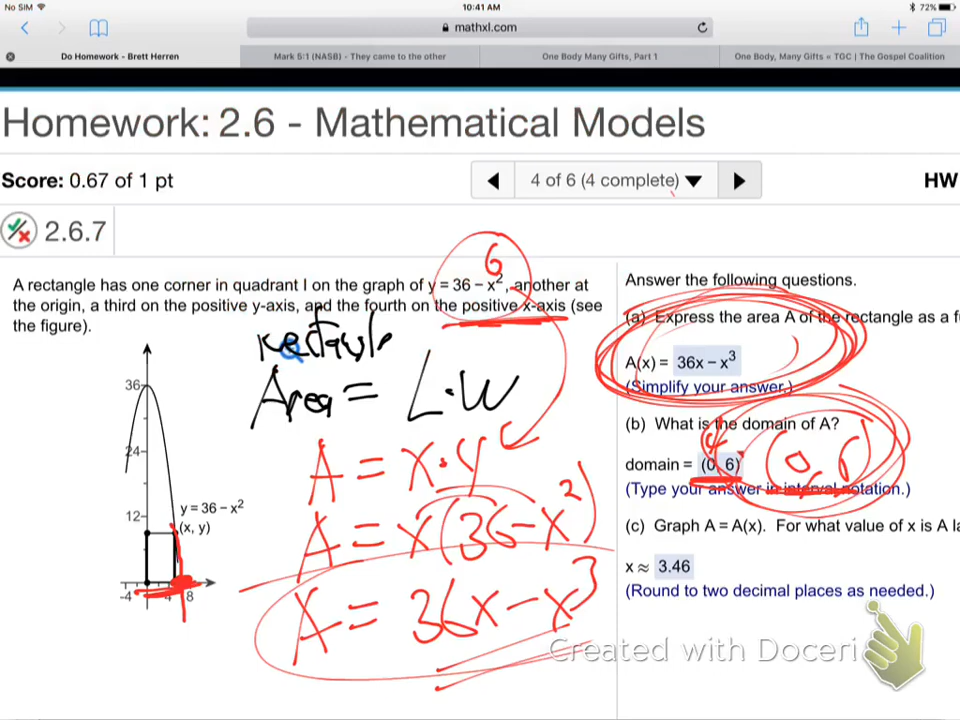 No SIM
10:41 AM
72%
mathxl.com
Do Homework - Brett Herren
Mark 5:1 (NASB) - They came to the other
One Body Many Gifts, Part 1
One Body, Many Gifts « TGC | The Gospel Coalition
Homework: 2.6 - Mathematical Models
Score: 0.67 of 1 pt
4 of 6 (4 complete)
HW
2.6.7
A rectangle has one corner in quadrant I on the graph of y = 36 − x², another at
the origin, a third on the positive y-axis, and the fourth on the positive x-axis (see
the figure).
6
rectangle
Area = L·W
A = x·y
A = x(36−x²)
A = 36x−x³
36
24
12
y = 36 − x²
(x, y)
-4
4
8
Answer the following questions.
(a) Express the area A of the rectangle as a f
A(x) = 36x − x³
(Simplify your answer.)
(b) What is the domain of A?
domain = (0, 6)
(0, 6)
(Type your answer in interval notation.)
(c) Graph A = A(x). For what value of x is A la
x ≈ 3.46
(Round to two decimal places as needed.)
Created with Doceri